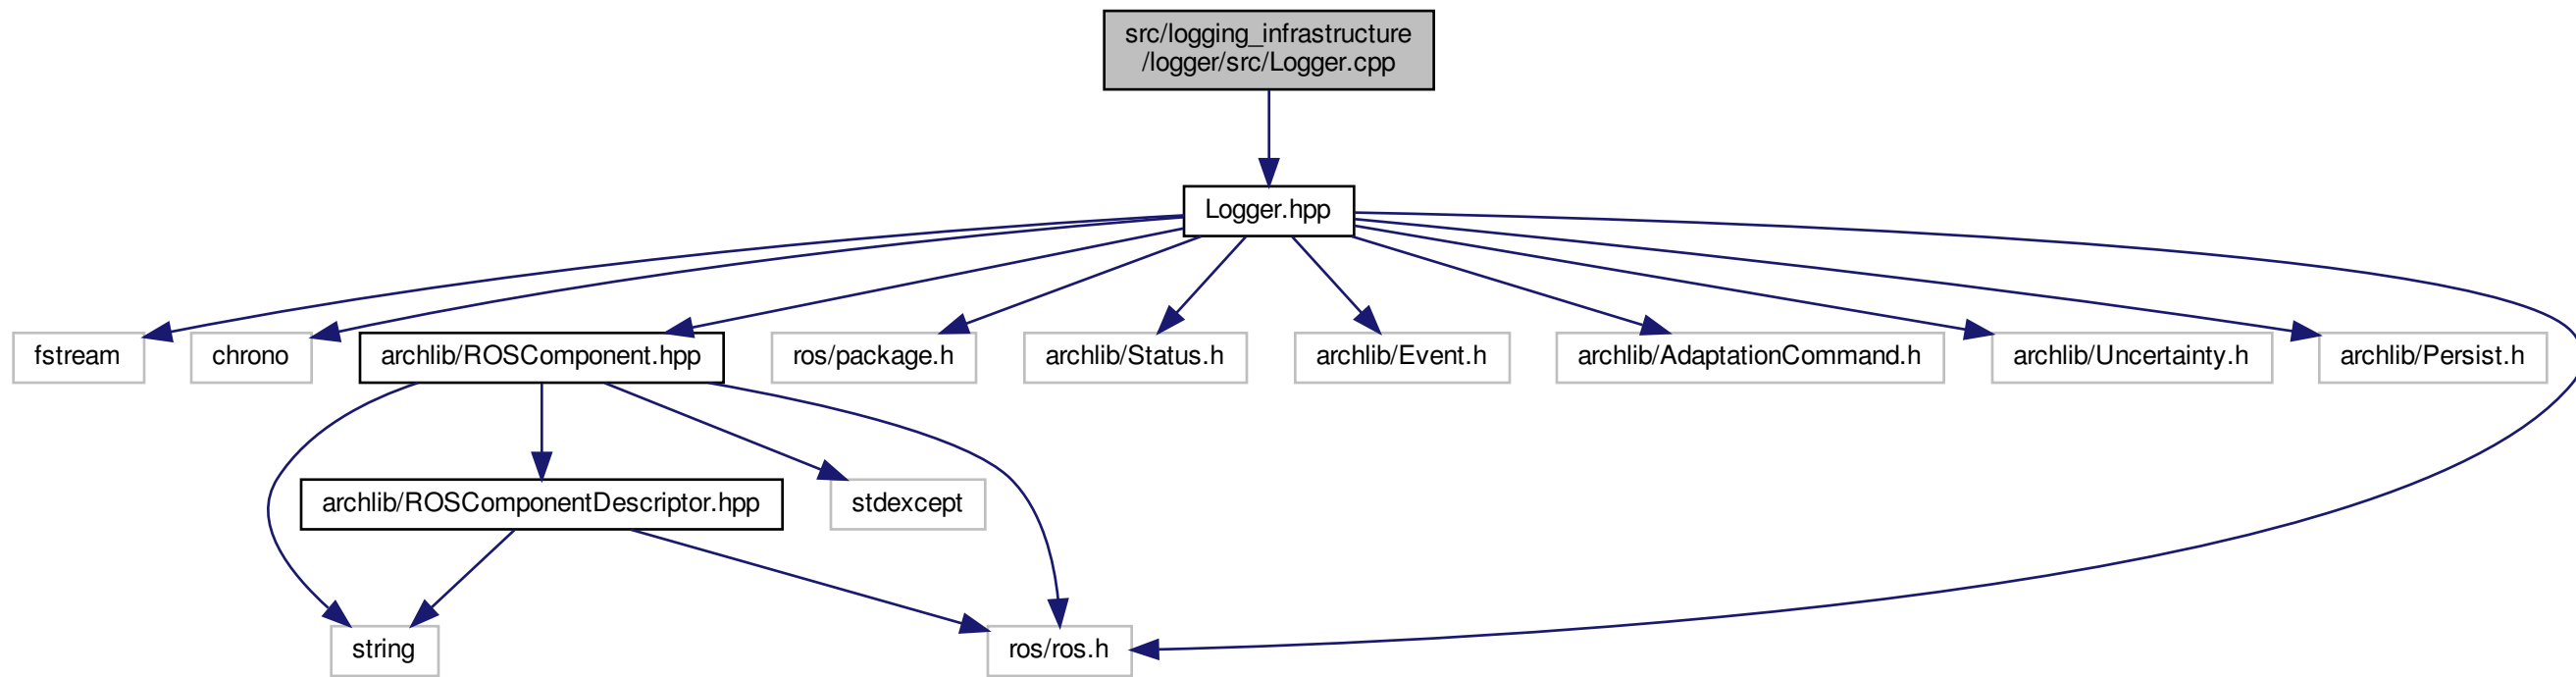 src/logging_infrastructure
/logger/src/Logger.cpp
Logger.hpp
fstream
chrono
archlib/ROSComponent.hpp
ros/package.h
archlib/Status.h
archlib/Event.h
archlib/AdaptationCommand.h
archlib/Uncertainty.h
archlib/Persist.h
archlib/ROSComponentDescriptor.hpp
stdexcept
string
ros/ros.h